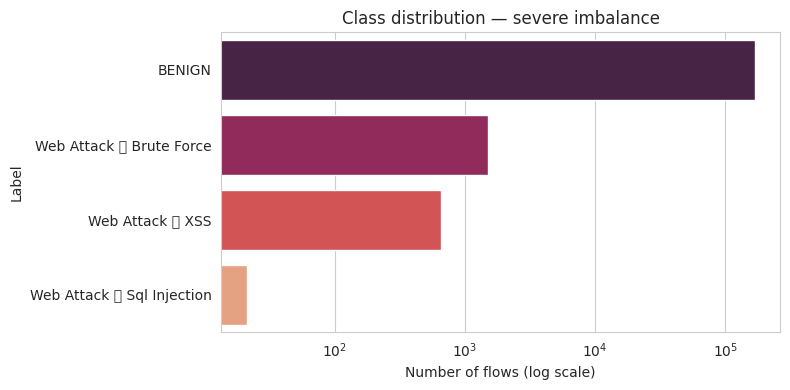 Class distribution — severe imbalance
BENIGN
Web Attack ▯ Brute Force
Web Attack ▯ XSS
Web Attack ▯ Sql Injection
Label
10²
10³
10⁴
10⁵
Number of flows (log scale)